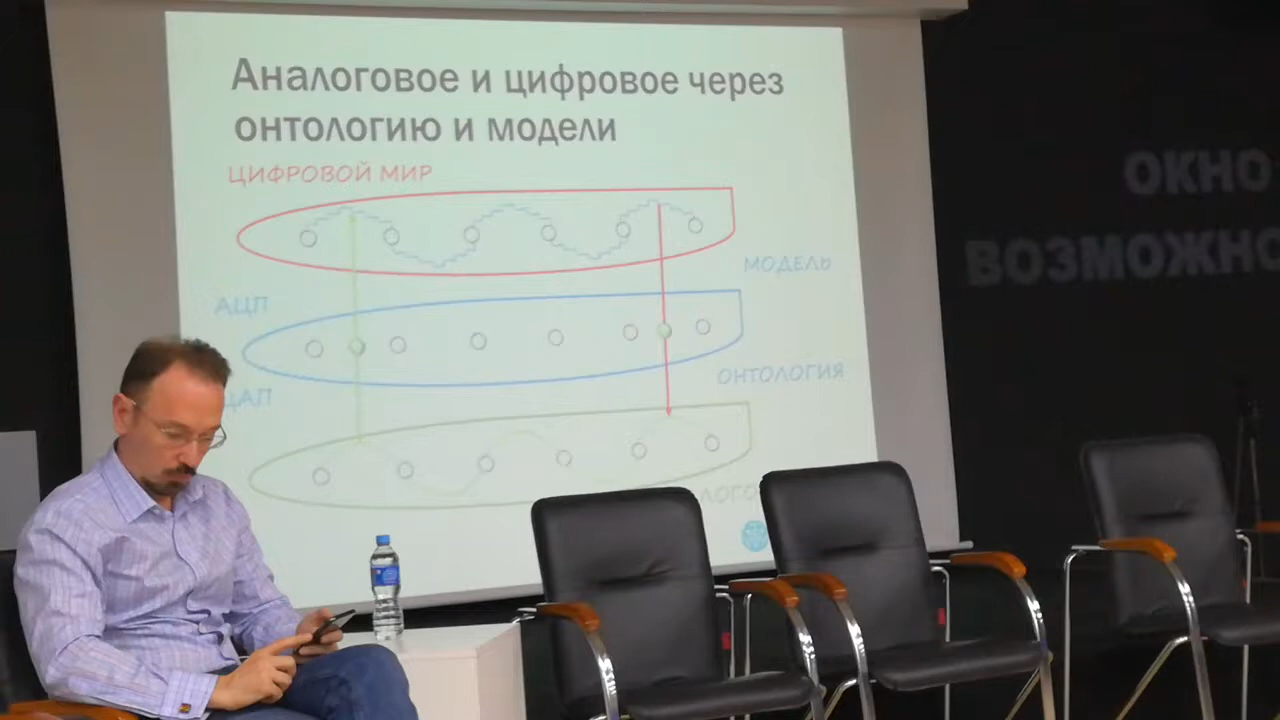 Аналоговое и цифровое через
онтологию и модели
ЦИФРОВОЙ МИР
МОДЕЛЬ
АЦП
ОНТОЛОГИЯ
ЦАП
ОКНО
ВОЗМОЖНО